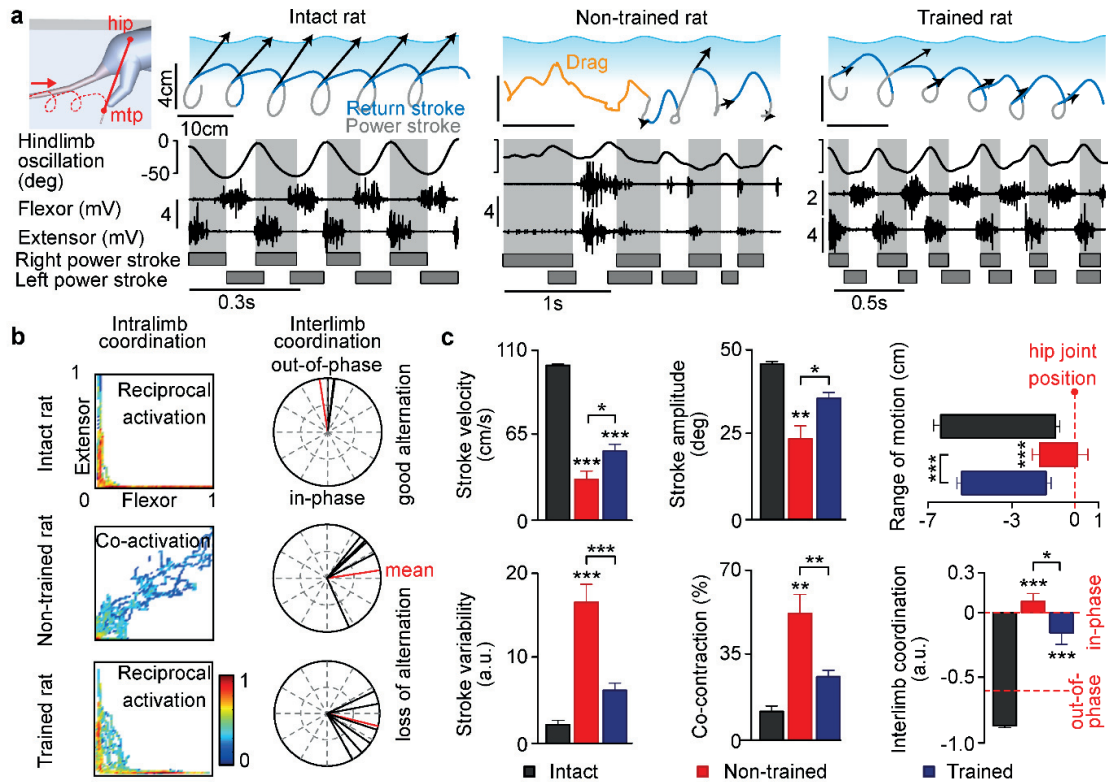 a
Intact rat
Non-trained rat
Trained rat
hip
mtp
4cm
10cm
Return stroke
Power stroke
Drag
Hindlimb oscillation (deg)
0
-50
Flexor (mV)
4
4
2
Extensor (mV)
4
Right power stroke
Left power stroke
0.3s
1s
0.5s
b
Intralimb coordination
Interlimb coordination
out-of-phase
Intact rat
Extensor
1
0
Reciprocal activation
Flexor
1
in-phase
good alternation
Non-trained rat
Co-activation
mean
Trained rat
Reciprocal activation
1
0
loss of alternation
c
Stroke velocity (cm/s)
110
65
0
***
*
***
Stroke amplitude (deg)
50
25
0
**
*
Range of motion (cm)
hip joint position
***
***
-7
-3
0
1
Stroke variability (a.u.)
20
10
0
***
***
Co-contraction (%)
70
35
0
**
**
Interlimb coordination (a.u.)
0.3
0
-0.5
-1.0
***
*
***
in-phase
out-of-phase
Intact
Non-trained
Trained